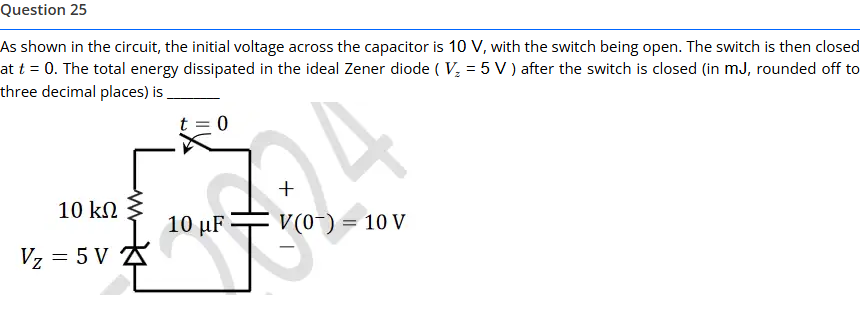 Question 25
As shown in the circuit, the initial voltage across the capacitor is 10 V, with the switch being open. The switch is then closed
at t = 0. The total energy dissipated in the ideal Zener diode ( V_z = 5 V ) after the switch is closed (in mJ, rounded off to
three decimal places) is _______
t = 0
+
10 kΩ
10 μF
V(0⁻) = 10 V
−
V_Z = 5 V
2024